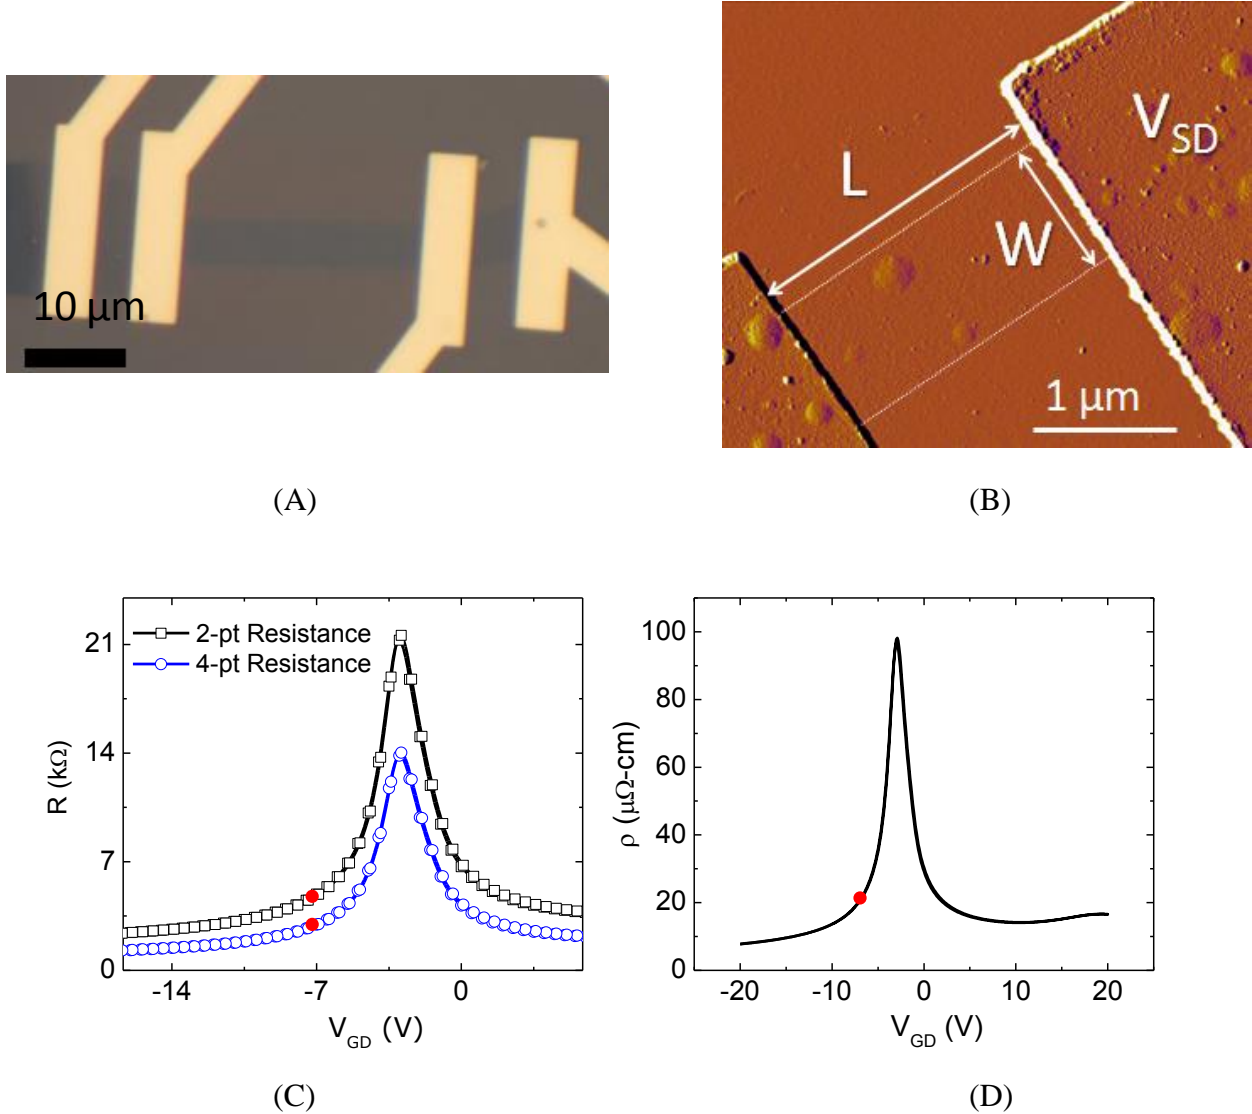 10 μm
(A)
V_SD
L
W
1 μm
(B)
2-pt Resistance
4-pt Resistance
21
14
7
0
R (kΩ)
-14 -7 0
V_GD (V)
(C)
100
80
60
40
20
0
ρ (μΩ-cm)
-20 -10 0 10 20
V_GD (V)
(D)